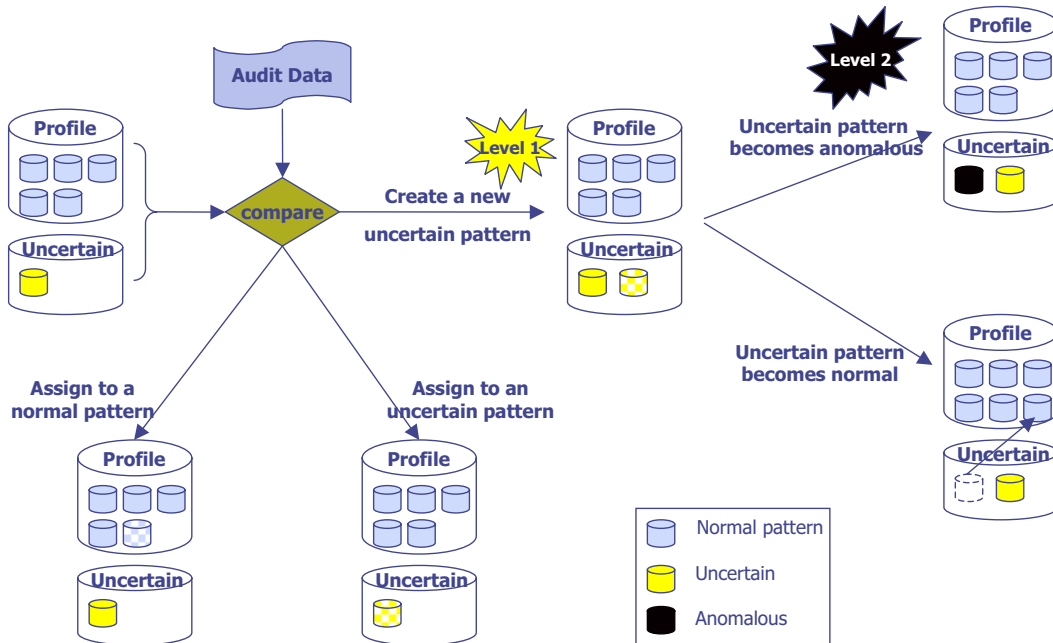 Audit Data
Profile
Uncertain
compare
Level 1
Create a new
uncertain pattern
Profile
Uncertain
Level 2
Uncertain pattern
becomes anomalous
Profile
Uncertain
Uncertain pattern
becomes normal
Profile
Uncertain
Assign to a
normal pattern
Profile
Uncertain
Assign to an
uncertain pattern
Profile
Uncertain
Normal pattern
Uncertain
Anomalous